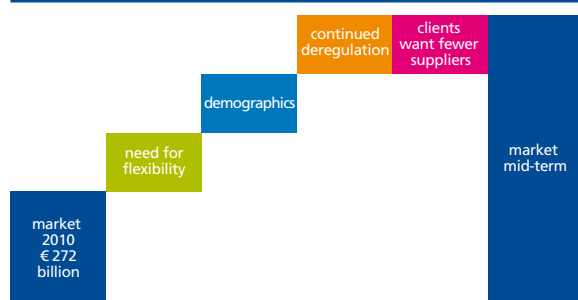 market
2010
€ 272
billion
need for
flexibility
demographics
continued
deregulation
clients
want fewer
suppliers
market
mid-term